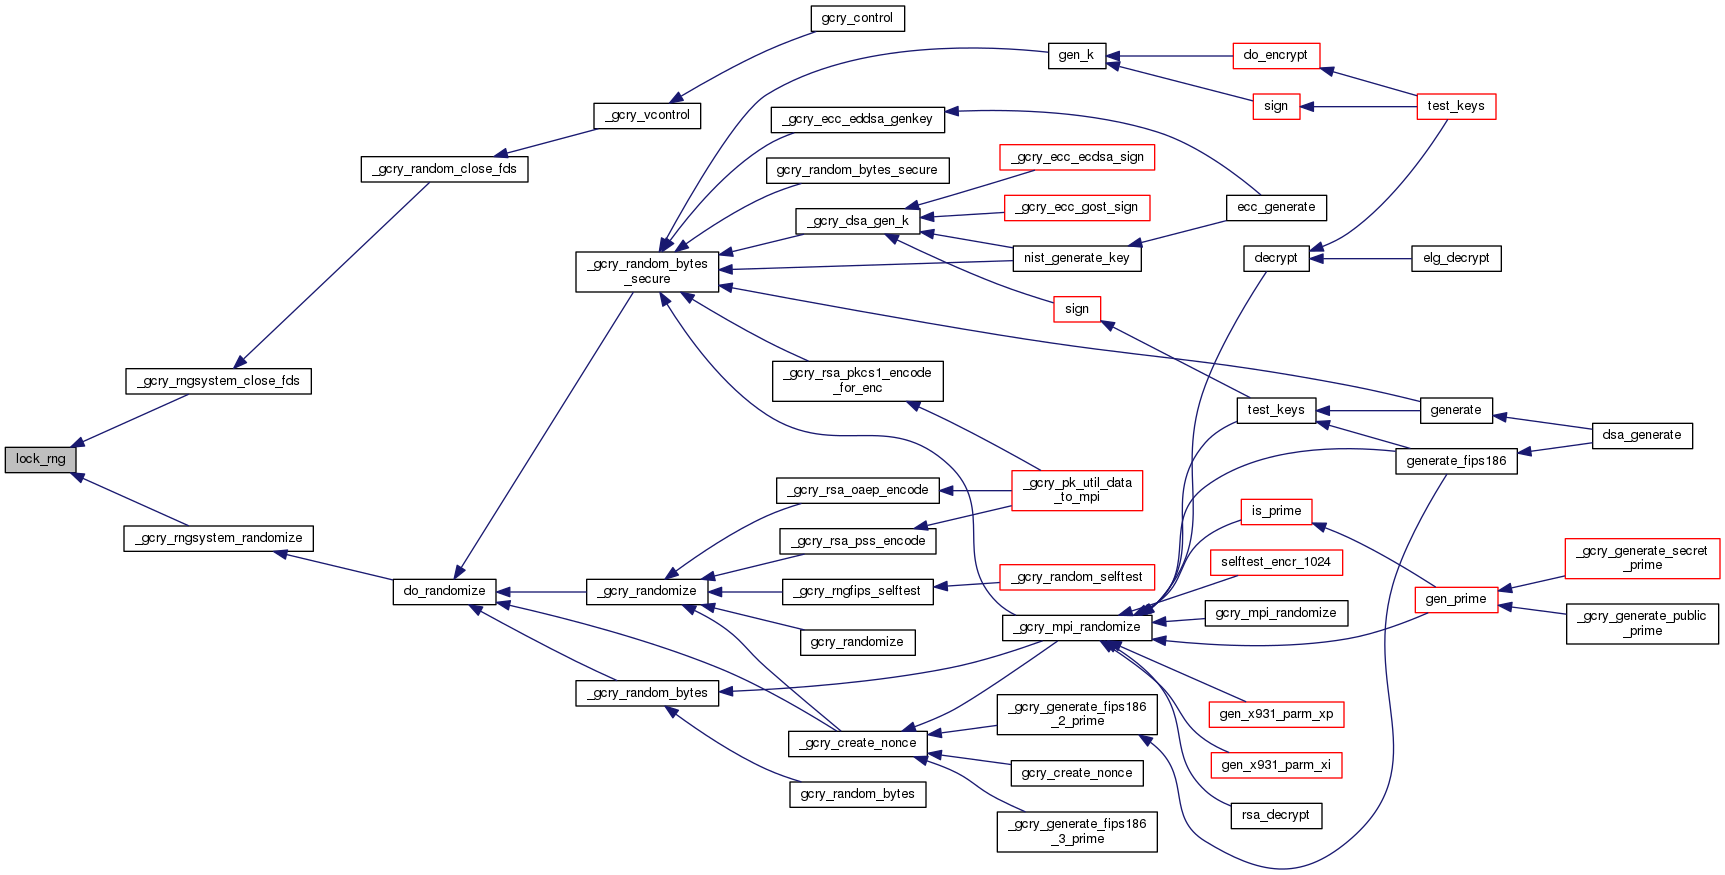 gcry_control
gen_k
do_encrypt
_gcry_vcontrol
_gcry_ecc_eddsa_genkey
sign
test_keys
_gcry_random_close_fds
gcry_random_bytes_secure
_gcry_ecc_ecdsa_sign
_gcry_dsa_gen_k
_gcry_ecc_gost_sign
ecc_generate
_gcry_random_bytes
_secure
nist_generate_key
decrypt
elg_decrypt
sign
_gcry_rngsystem_close_fds
_gcry_rsa_pkcs1_encode
_for_enc
test_keys
generate
dsa_generate
lock_rng
generate_fips186
_gcry_rsa_oaep_encode
_gcry_pk_util_data
_to_mpi
is_prime
_gcry_rngsystem_randomize
_gcry_rsa_pss_encode
selftest_encr_1024
_gcry_generate_secret
_prime
do_randomize
_gcry_randomize
_gcry_rngfips_selftest
_gcry_random_selftest
gen_prime
gcry_randomize
_gcry_mpi_randomize
gcry_mpi_randomize
_gcry_generate_public
_prime
_gcry_random_bytes
_gcry_generate_fips186
_2_prime
gen_x931_parm_xp
_gcry_create_nonce
gcry_create_nonce
gen_x931_parm_xi
gcry_random_bytes
_gcry_generate_fips186
_3_prime
rsa_decrypt